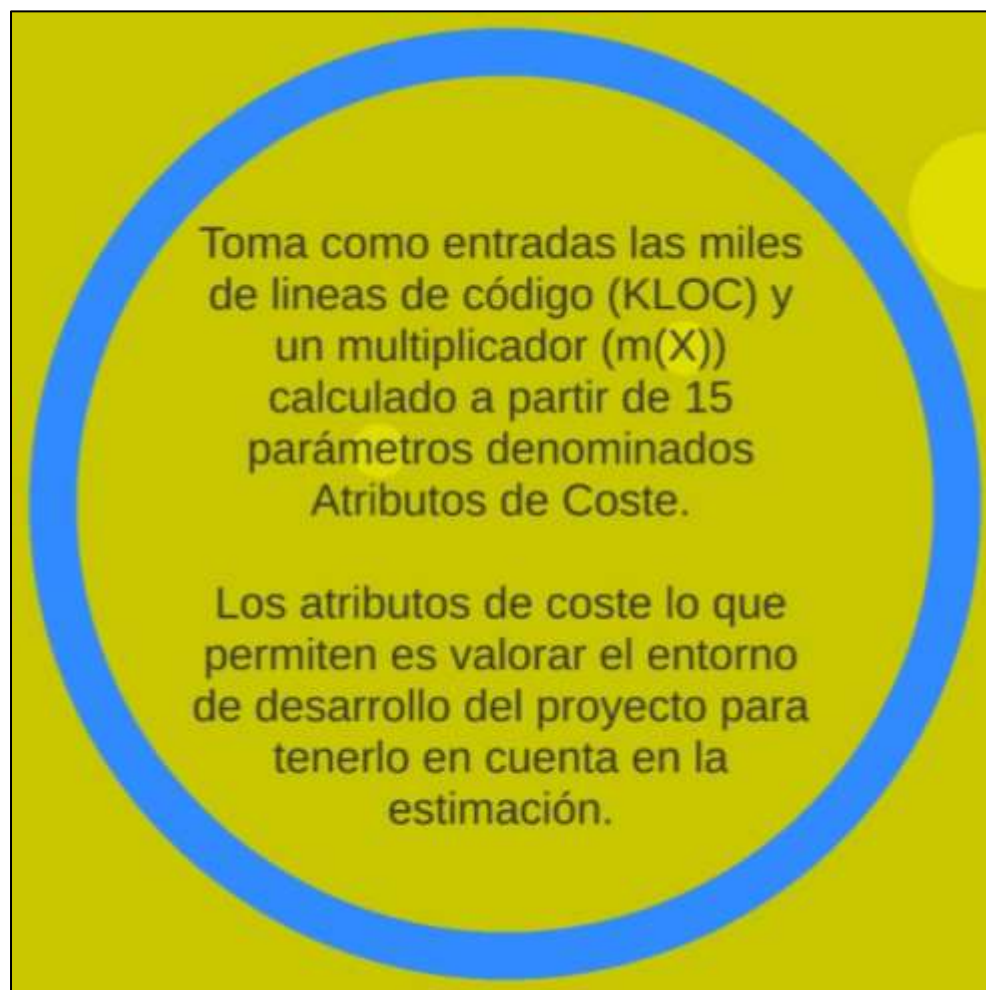 Toma como entradas las miles
de lineas de código (KLOC) y
un multiplicador (m(X))
calculado a partir de 15
parámetros denominados
Atributos de Coste.
Los atributos de coste lo que
permiten es valorar el entorno
de desarrollo del proyecto para
tenerlo en cuenta en la
estimación.